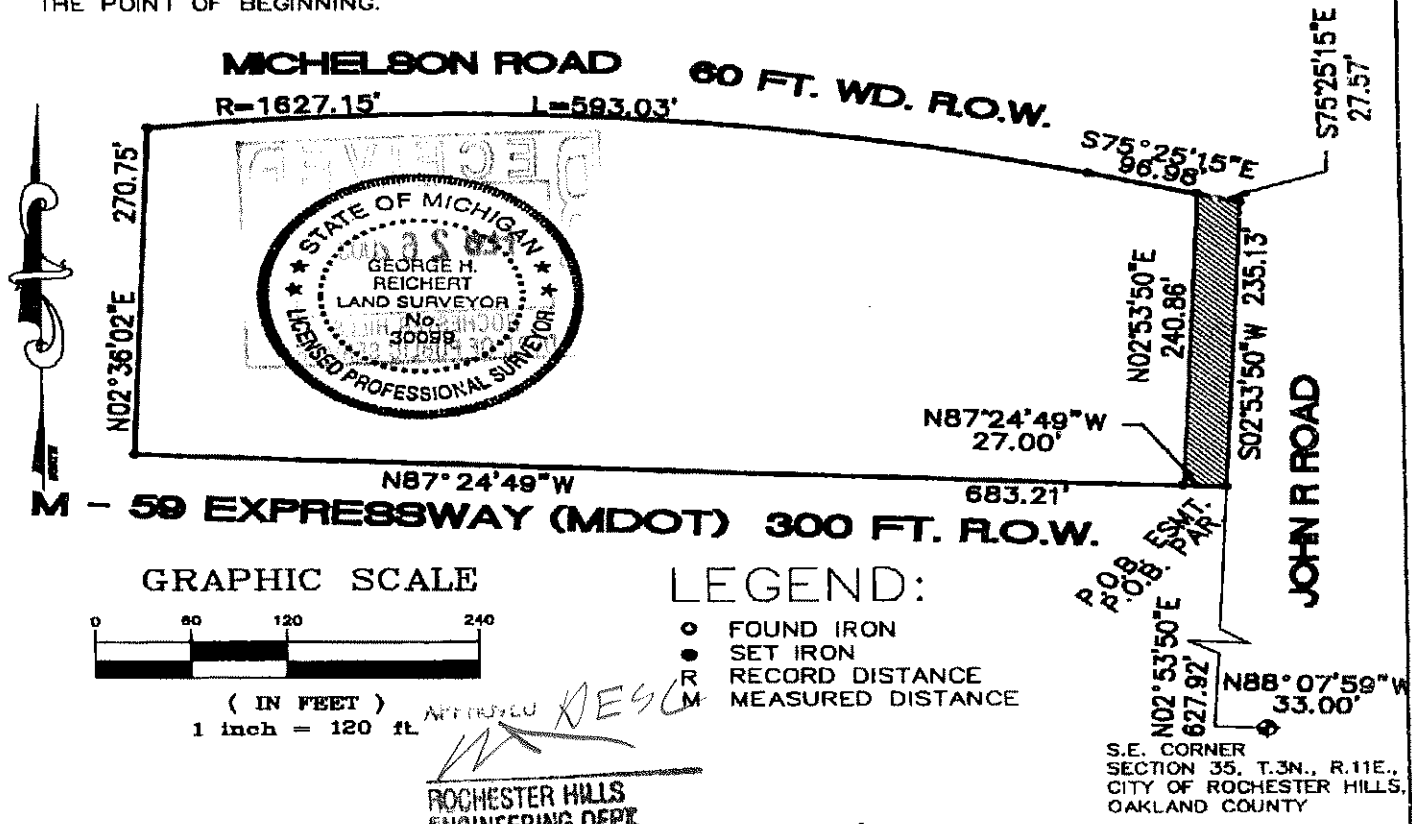 THE POINT OF BEGINNING.
MICHELSON ROAD 60 FT. WD. R.O.W.
R=1627.15' L=593.03'
S75°25'15"E
96.98'
S75°25'15"E
27.57'
N02°36'02"E 270.75'
STATE OF MICHIGAN
GEORGE H.
REICHERT
LAND SURVEYOR
No.
30099
LICENSED PROFESSIONAL SURVEYOR
N02°53'50"E
240.86'
S02°53'50"W 235.13'
N87°24'49"W
27.00'
JOHN R ROAD
N87°24'49"W 683.21'
M - 59 EXPRESSWAY (MDOT) 300 FT. R.O.W.
P.O.B. ESMT.
P.O.B. PAR.
GRAPHIC SCALE
0 60 120 240
( IN FEET )
1 inch = 120 ft.
LEGEND:
FOUND IRON
SET IRON
R RECORD DISTANCE
M MEASURED DISTANCE
N02°53'50"E
627.92'
N88°07'59"W
33.00'
S.E. CORNER
SECTION 35, T.3N., R.11E.,
CITY OF ROCHESTER HILLS,
OAKLAND COUNTY
APPROVED DESC
ROCHESTER HILLS
ENGINEERING DEPT.